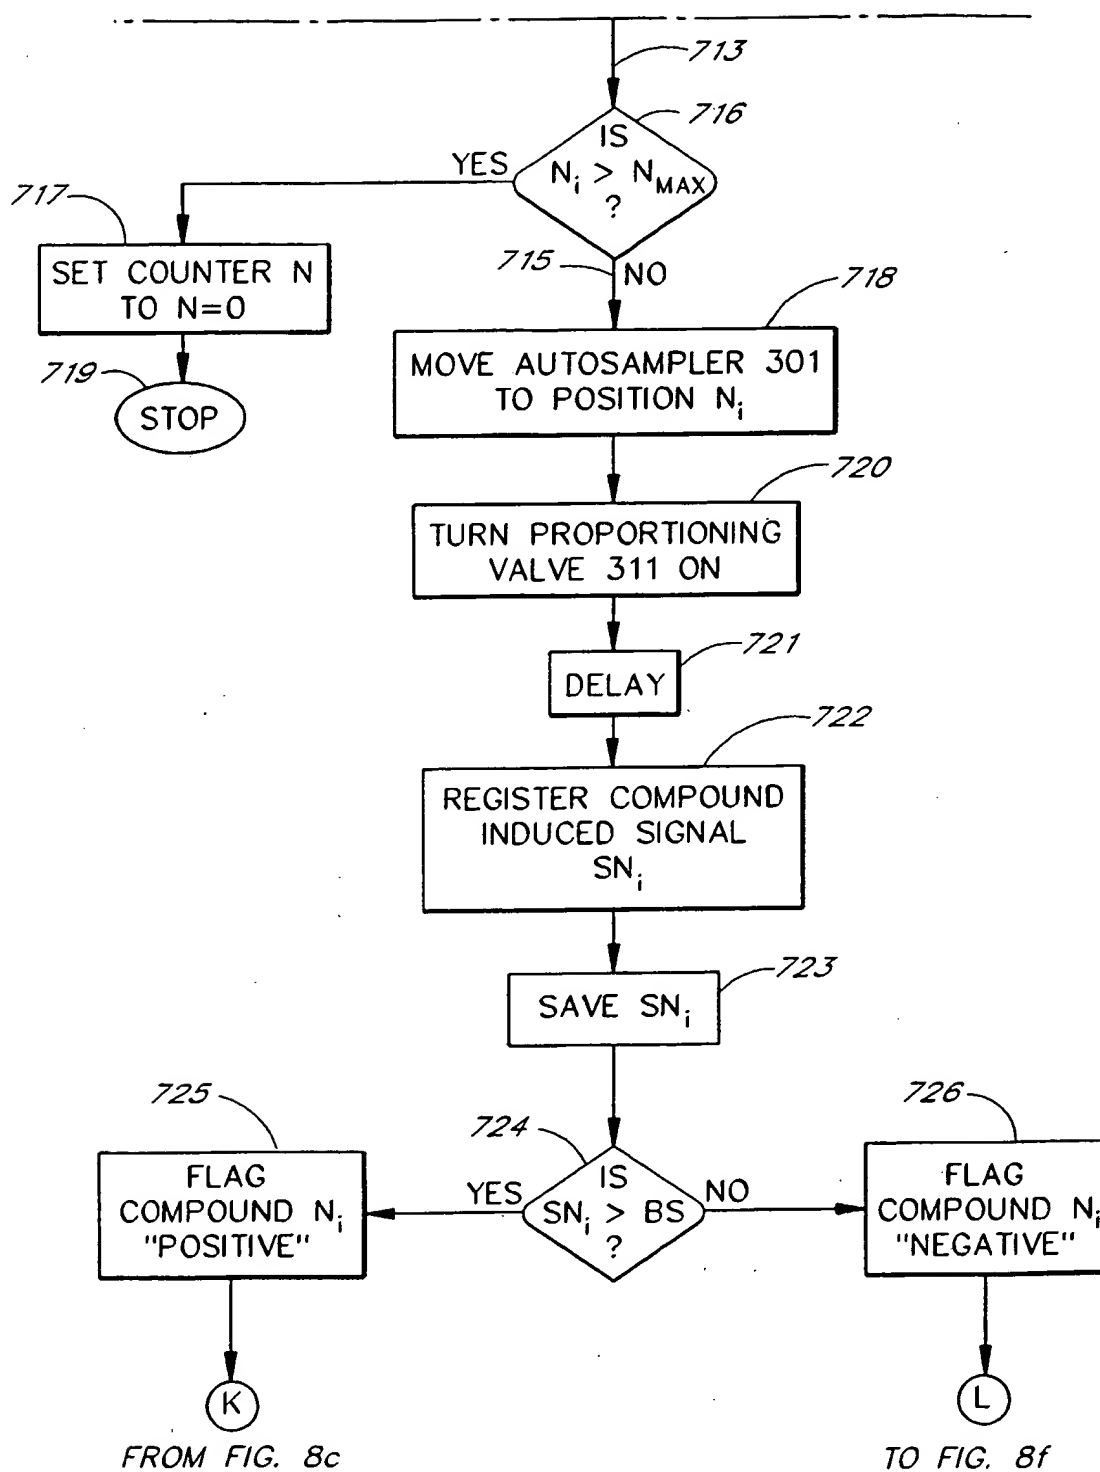 713
716
IS
YES
Nᵢ > N_MAX
?
717
715
NO
718
SET COUNTER N
TO N=0
MOVE AUTOSAMPLER 301
TO POSITION Nᵢ
719
STOP
720
TURN PROPORTIONING
VALVE 311 ON
721
DELAY
722
REGISTER COMPOUND
INDUCED SIGNAL
SNᵢ
723
SAVE SNᵢ
725
724
726
FLAG
COMPOUND Nᵢ
"POSITIVE"
YES
IS
SNᵢ > BS
?
NO
FLAG
COMPOUND Nᵢ
"NEGATIVE"
K
L
FROM FIG. 8c
TO FIG. 8f